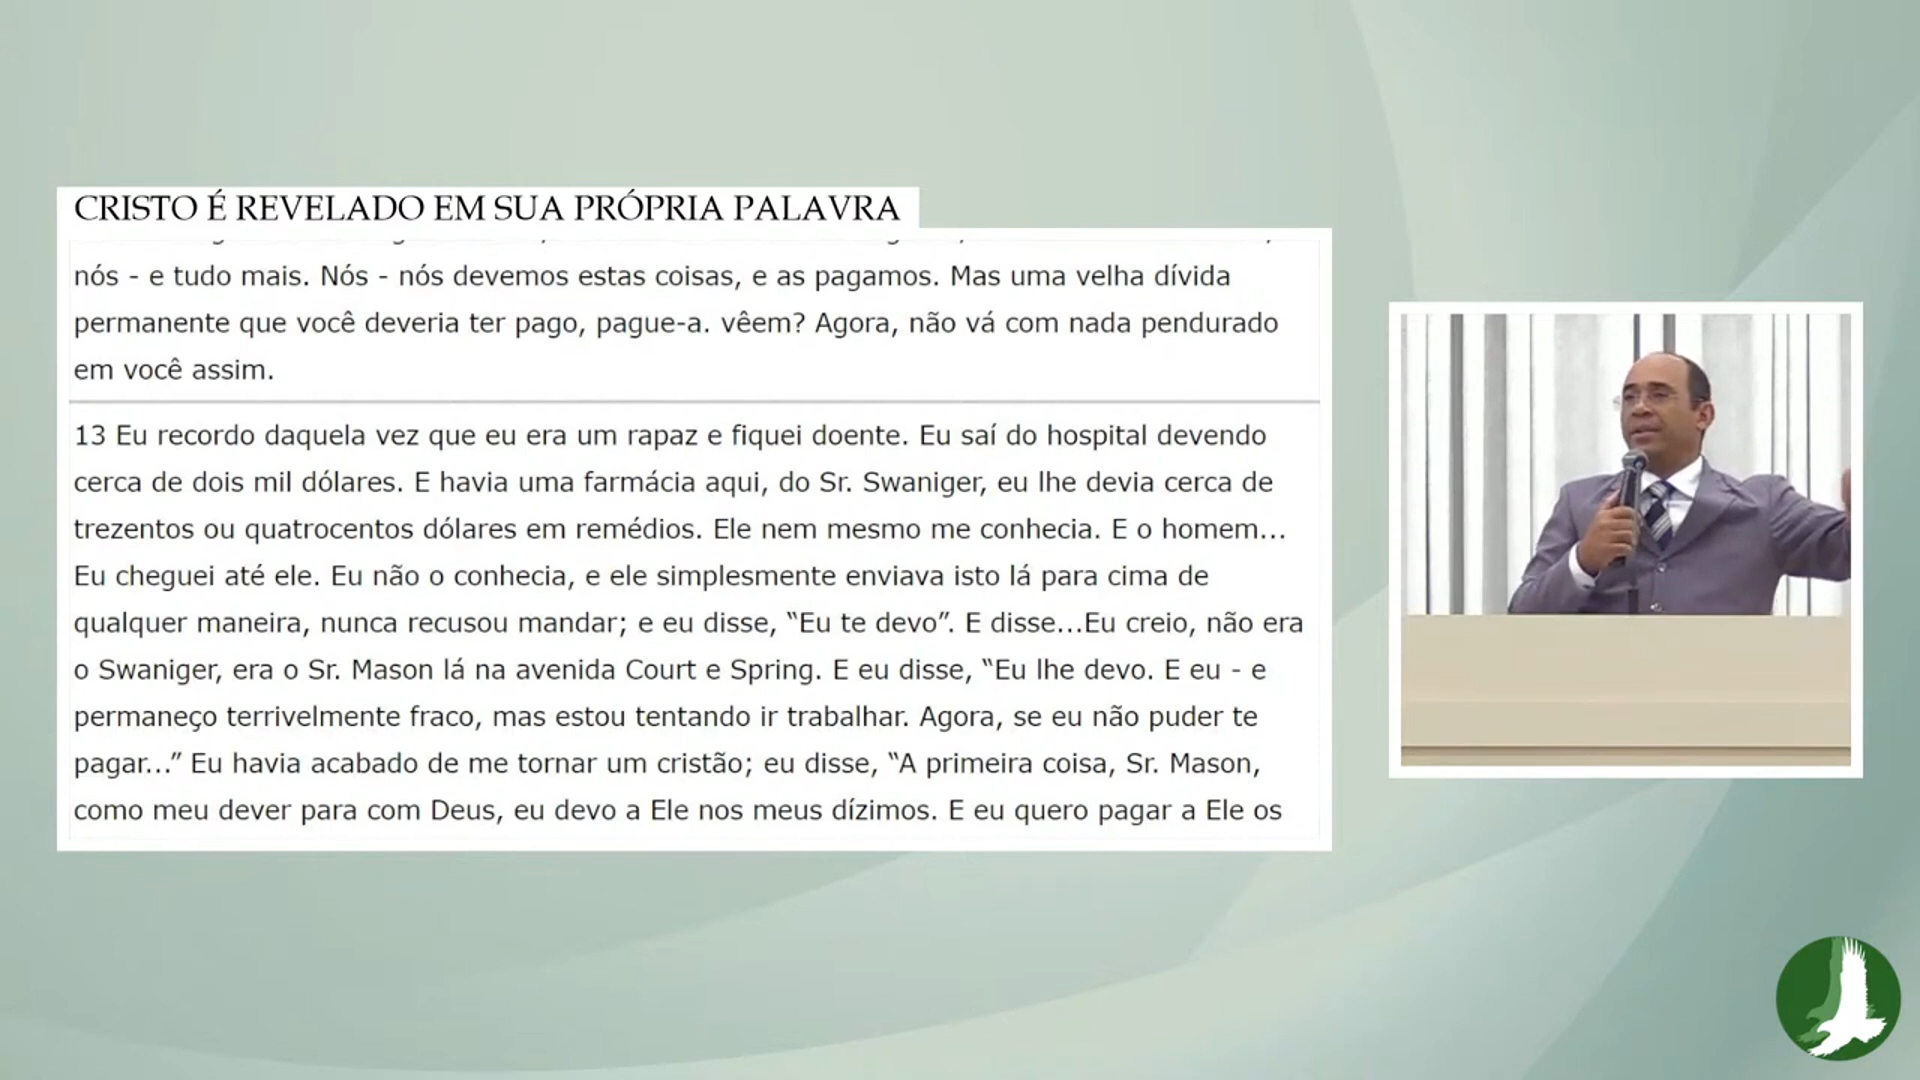 CRISTO É REVELADO EM SUA PRÓPRIA PALAVRA
nós - e tudo mais. Nós - nós devemos estas coisas, e as pagamos. Mas uma velha dívida
permanente que você deveria ter pago, pague-a. vêem? Agora, não vá com nada pendurado
em você assim.
13 Eu recordo daquela vez que eu era um rapaz e fiquei doente. Eu saí do hospital devendo
cerca de dois mil dólares. E havia uma farmácia aqui, do Sr. Swaniger, eu lhe devia cerca de
trezentos ou quatrocentos dólares em remédios. Ele nem mesmo me conhecia. E o homem...
Eu cheguei até ele. Eu não o conhecia, e ele simplesmente enviava isto lá para cima de
qualquer maneira, nunca recusou mandar; e eu disse, “Eu te devo”. E disse...Eu creio, não era
o Swaniger, era o Sr. Mason lá na avenida Court e Spring. E eu disse, “Eu lhe devo. E eu - e
permaneço terrivelmente fraco, mas estou tentando ir trabalhar. Agora, se eu não puder te
pagar...” Eu havia acabado de me tornar um cristão; eu disse, “A primeira coisa, Sr. Mason,
como meu dever para com Deus, eu devo a Ele nos meus dízimos. E eu quero pagar a Ele os